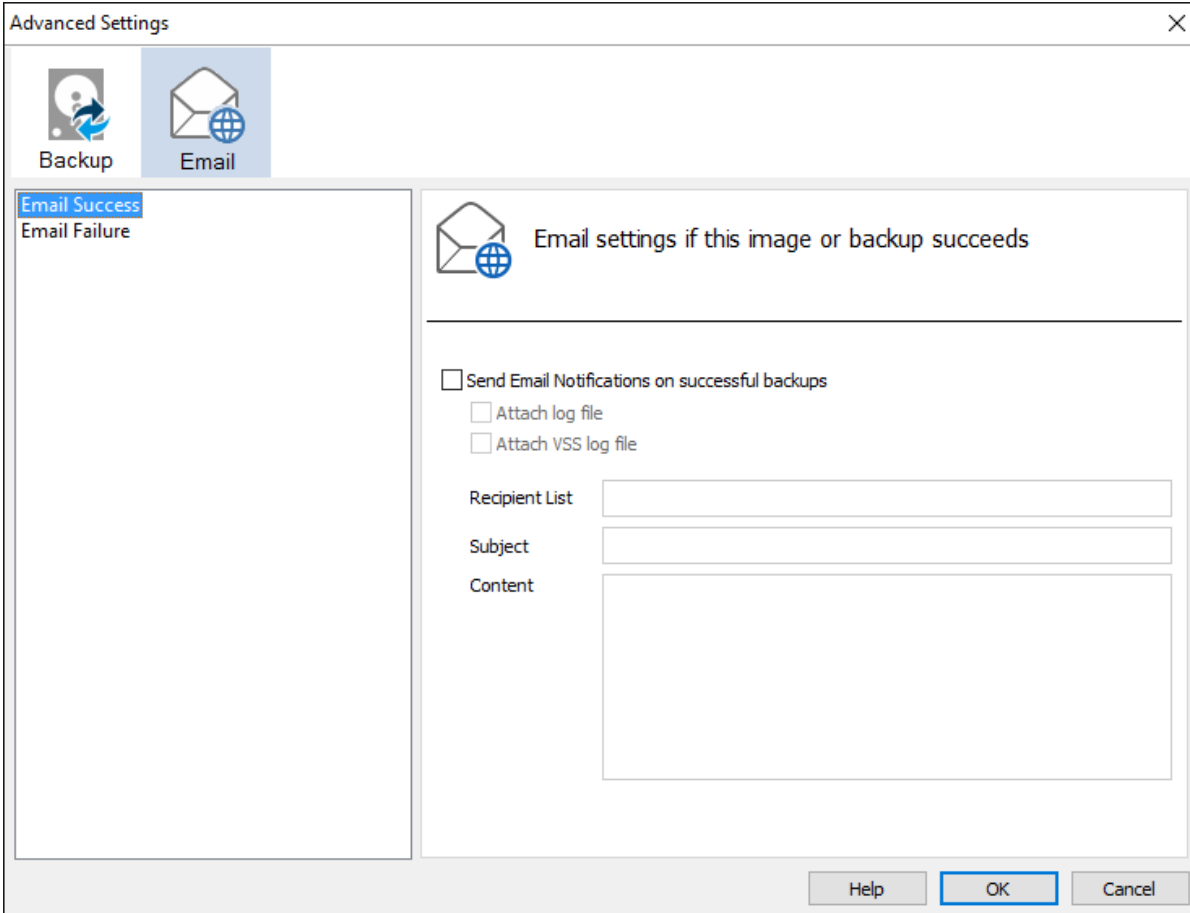 Advanced Settings
Backup
Email
Email Success
Email Failure
Email settings if this image or backup succeeds
Send Email Notifications on successful backups
Attach log file
Attach VSS log file
Recipient List
Subject
Content
Help
OK
Cancel